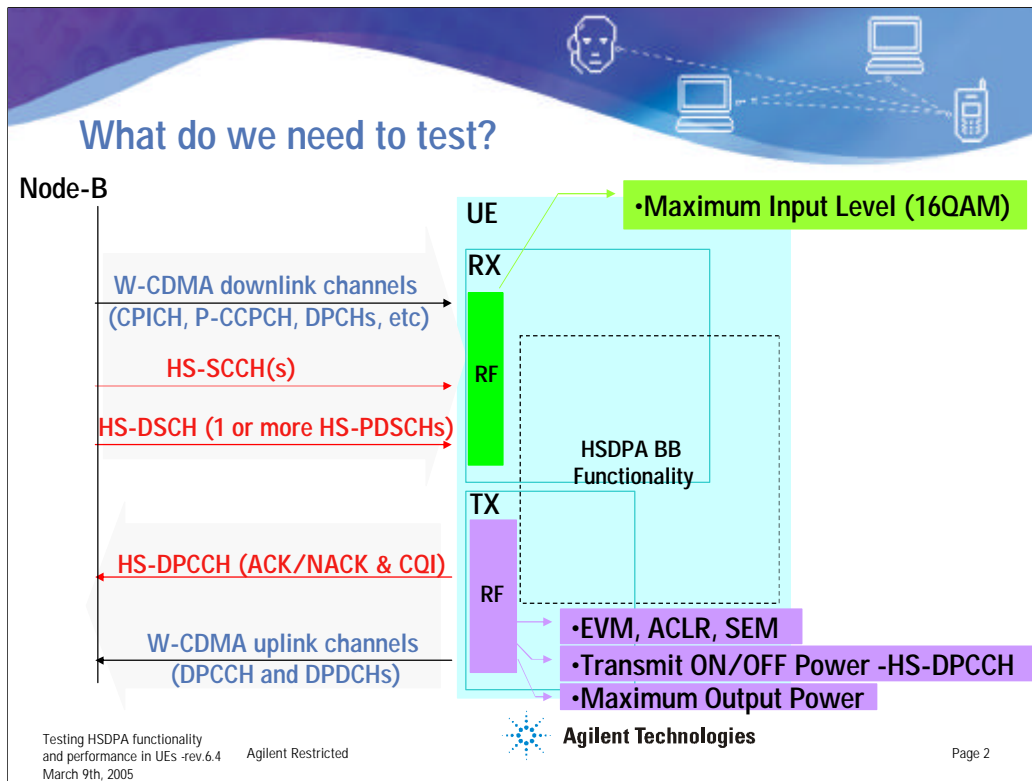 What do we need to test?
Node-B
UE
•Maximum Input Level (16QAM)
RX
W-CDMA downlink channels
(CPICH, P-CCPCH, DPCHs, etc)
HS-SCCH(s)
RF
HS-DSCH (1 or more HS-PDSCHs)
HSDPA BB
Functionality
TX
HS-DPCCH (ACK/NACK & CQI)
RF
W-CDMA uplink channels
(DPCCH and DPDCHs)
•EVM, ACLR, SEM
•Transmit ON/OFF Power -HS-DPCCH
•Maximum Output Power
Testing HSDPA functionality
and performance in UEs -rev.6.4
March 9th, 2005
Agilent Restricted
Agilent Technologies
Page 2